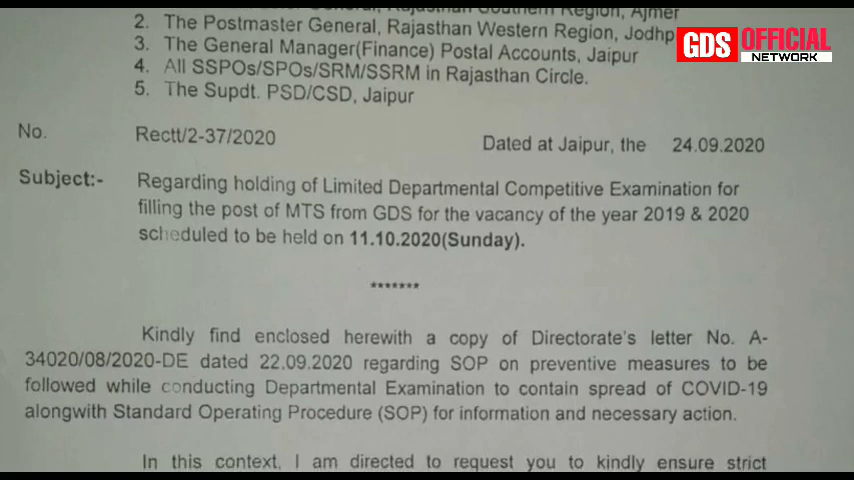 General, Rajasthan Southern Region, Ajmer
2. The Postmaster General, Rajasthan Western Region, Jodhp
3. The General Manager(Finance) Postal Accounts, Jaipur
4. All SSPOs/SPOs/SRM/SSRM in Rajasthan Circle.
5. The Supdt. PSD/CSD, Jaipur
GDS OFFICIAL
NETWORK
No. Rectt/2-37/2020 Dated at Jaipur, the 24.09.2020
Subject:- Regarding holding of Limited Departmental Competitive Examination for
filling the post of MTS from GDS for the vacancy of the year 2019 & 2020
scheduled to be held on 11.10.2020(Sunday).
*******
Kindly find enclosed herewith a copy of Directorate's letter No. A-
34020/08/2020-DE dated 22.09.2020 regarding SOP on preventive measures to be
followed while conducting Departmental Examination to contain spread of COVID-19
alongwith Standard Operating Procedure (SOP) for information and necessary action.
In this context, I am directed to request you to kindly ensure strict